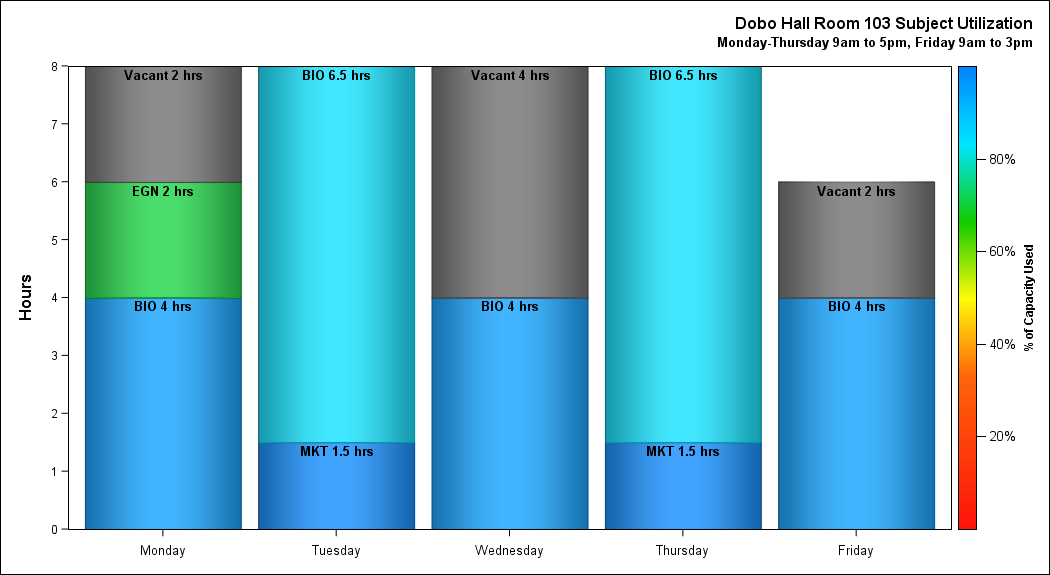 Dobo Hall Room 103 Subject Utilization
Monday-Thursday 9am to 5pm, Friday 9am to 3pm
Hours
8
7
6
5
4
3
2
1
0
Vacant 2 hrs
EGN 2 hrs
BIO 4 hrs
BIO 6.5 hrs
MKT 1.5 hrs
Vacant 4 hrs
BIO 4 hrs
BIO 6.5 hrs
MKT 1.5 hrs
Vacant 2 hrs
BIO 4 hrs
Monday
Tuesday
Wednesday
Thursday
Friday
80%
60%
40%
20%
% of Capacity Used